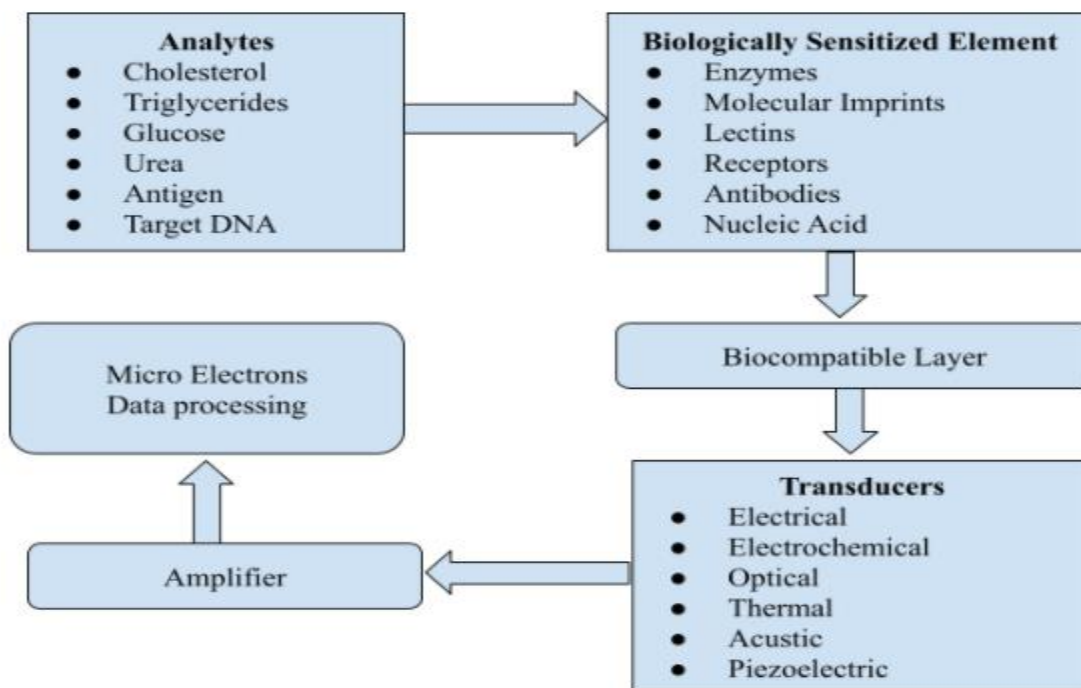 Analytes
● Cholesterol
● Triglycerides
● Glucose
● Urea
● Antigen
● Target DNA
Biologically Sensitized Element
● Enzymes
● Molecular Imprints
● Lectins
● Receptors
● Antibodies
● Nucleic Acid
Biocompatible Layer
Transducers
● Electrical
● Electrochemical
● Optical
● Thermal
● Acustic
● Piezoelectric
Amplifier
Micro Electrons
Data processing